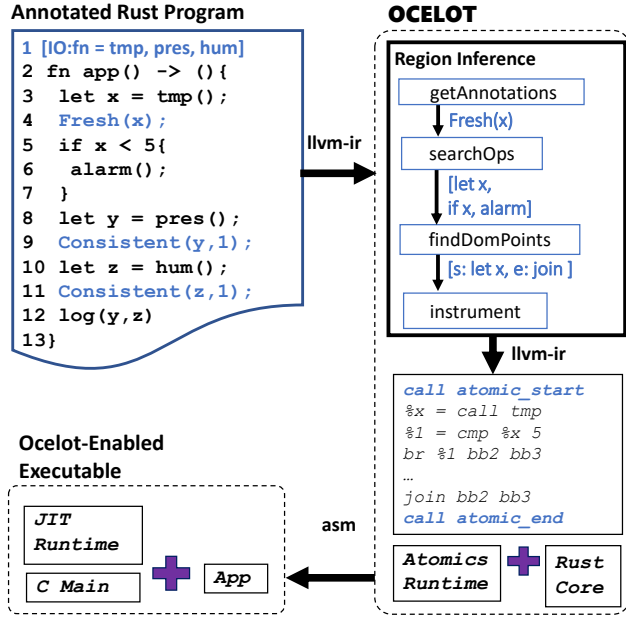 Annotated Rust Program
1 [IO:fn = tmp, pres, hum]
2 fn app() -> (){
3 let x = tmp();
4 Fresh(x);
5 if x < 5{
6 alarm();
7 }
8 let y = pres();
9 Consistent(y,1);
10 let z = hum();
11 Consistent(z,1);
12 log(y,z)
13}
llvm-ir
OCELOT
Region Inference
getAnnotations
Fresh(x)
searchOps
[let x,
if x, alarm]
findDomPoints
[s: let x, e: join ]
instrument
llvm-ir
call atomic_start
%x = call tmp
%1 = cmp %x 5
br %1 bb2 bb3
…
join bb2 bb3
call atomic_end
Atomics
Runtime
Rust
Core
asm
Ocelot-Enabled
Executable
JIT
Runtime
C Main
App